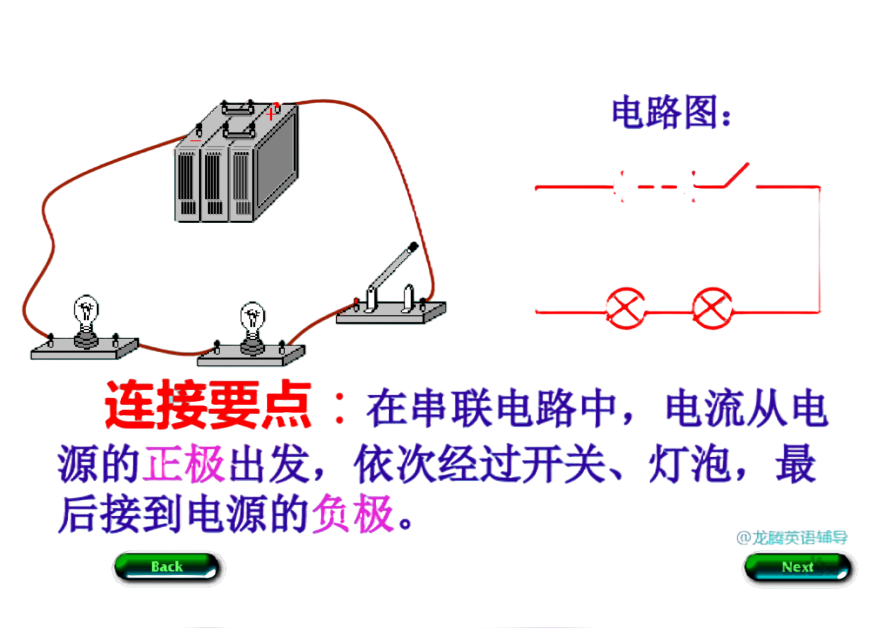 电路图：
－
＋
连接要点：在串联电路中，电流从电
源的正极出发，依次经过开关、灯泡，最
后接到电源的负极。
@龙腾英语辅导
Back
Next